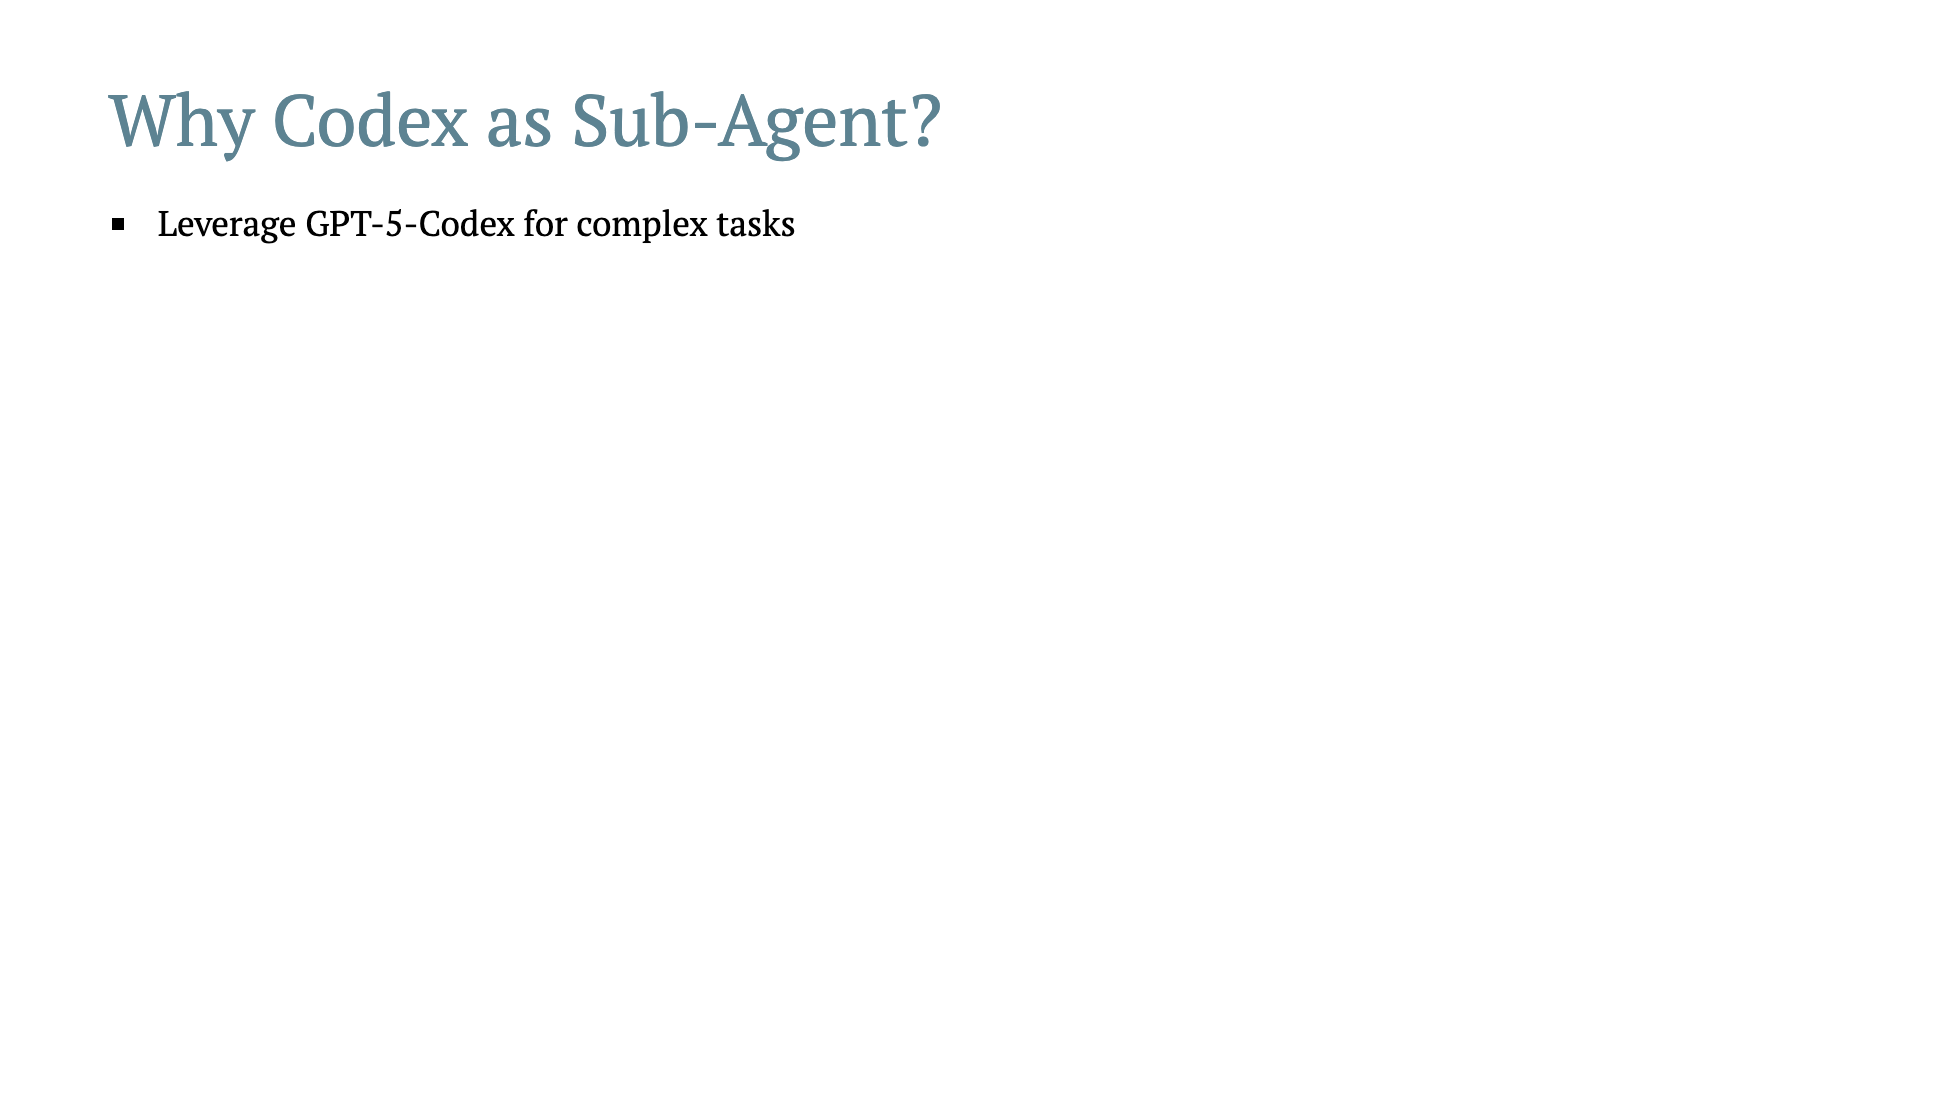 Why Codex as Sub-Agent?
▪ Leverage GPT-5-Codex for complex tasks